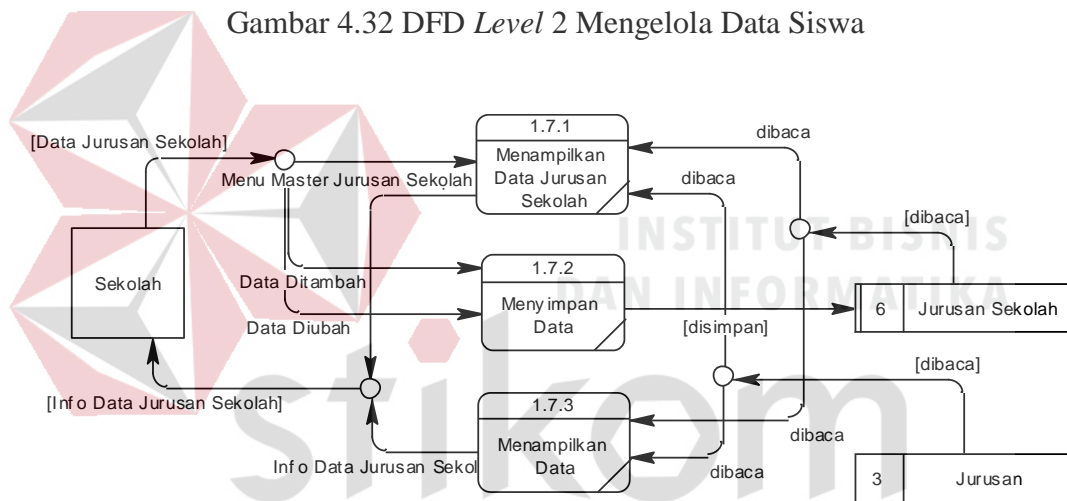 Gambar 4.32 DFD Level 2 Mengelola Data Siswa
[Data Jurusan Sekolah]
Menu Master Jurusan Sekolah
1.7.1
Menampilkan
Data Jurusan
Sekolah
dibaca
dibaca
[dibaca]
INSTITUT BISNIS
DAN INFORMATIKA
Sekolah
Data Ditambah
Data Diubah
1.7.2
Menyimpan
Data
[disimpan]
6
Jurusan Sekolah
[dibaca]
[Info Data Jurusan Sekolah]
stikom
1.7.3
Menampilkan
Data
Info Data Jurusan Sekol
dibaca
dibaca
3
Jurusan